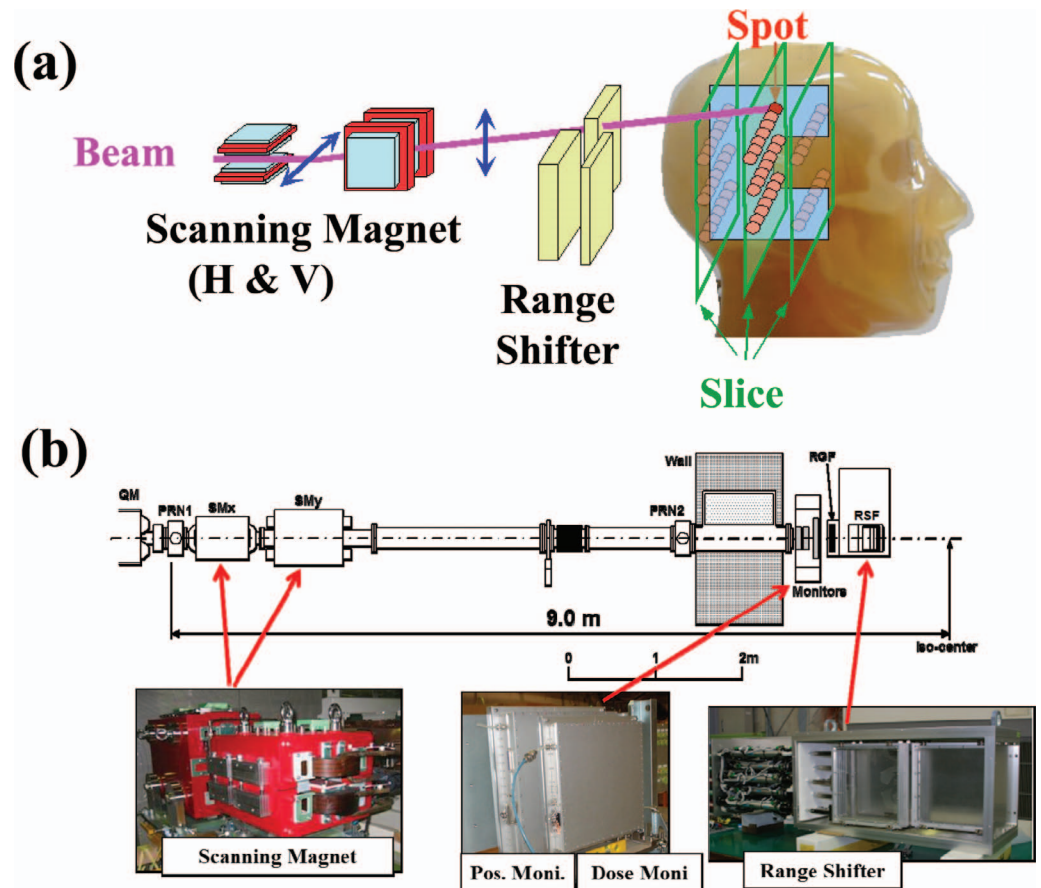 (a)
Spot
Beam
Scanning Magnet
(H & V)
Range
Shifter
Slice
(b)
QM
PRN1
SMx
SMy
PRN2
Wall
RGF
RSF
Monitors
9.0 m
Iso-center
0 1 2m
Scanning Magnet
Pos. Moni.
Dose Moni
Range Shifter